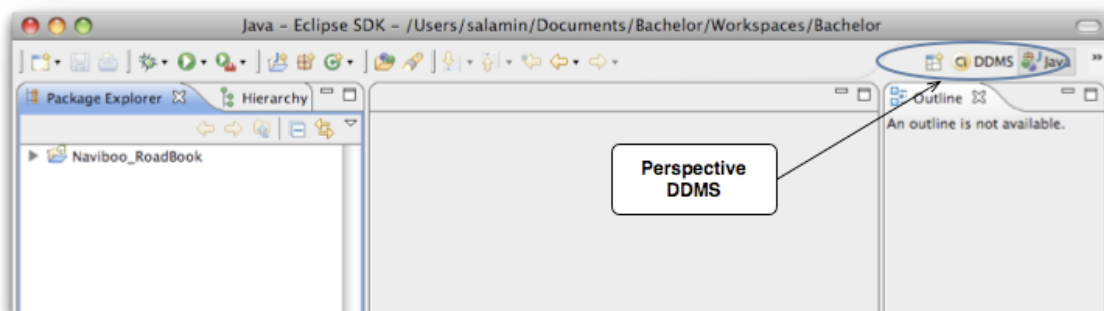 Java - Eclipse SDK - /Users/salamin/Documents/Bachelor/Workspaces/Bachelor
DDMS Java »
Package Explorer Hierarchy Outline
An outline is not available.
Naviboo_RoadBook
Perspective
DDMS